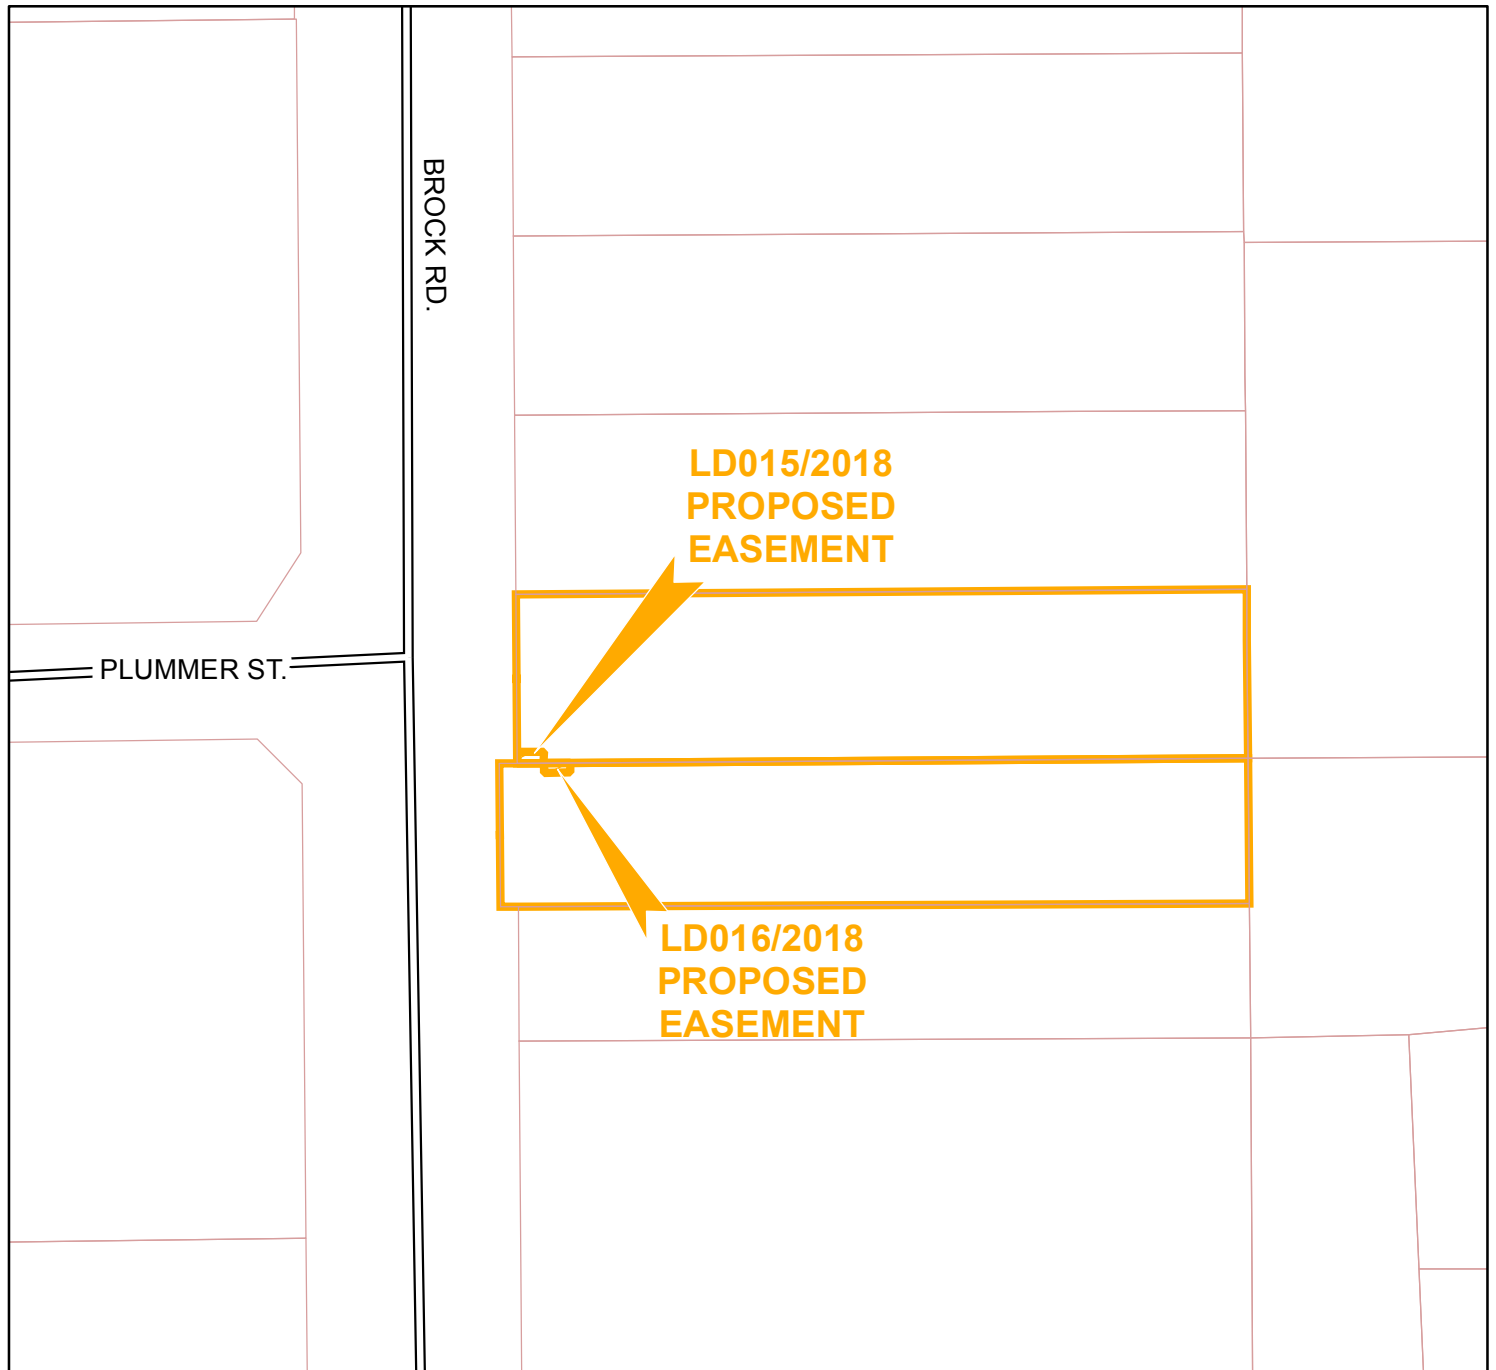 BROCK RD.
LD015/2018
PROPOSED
EASEMENT
PLUMMER ST.
LD016/2018
PROPOSED
EASEMENT